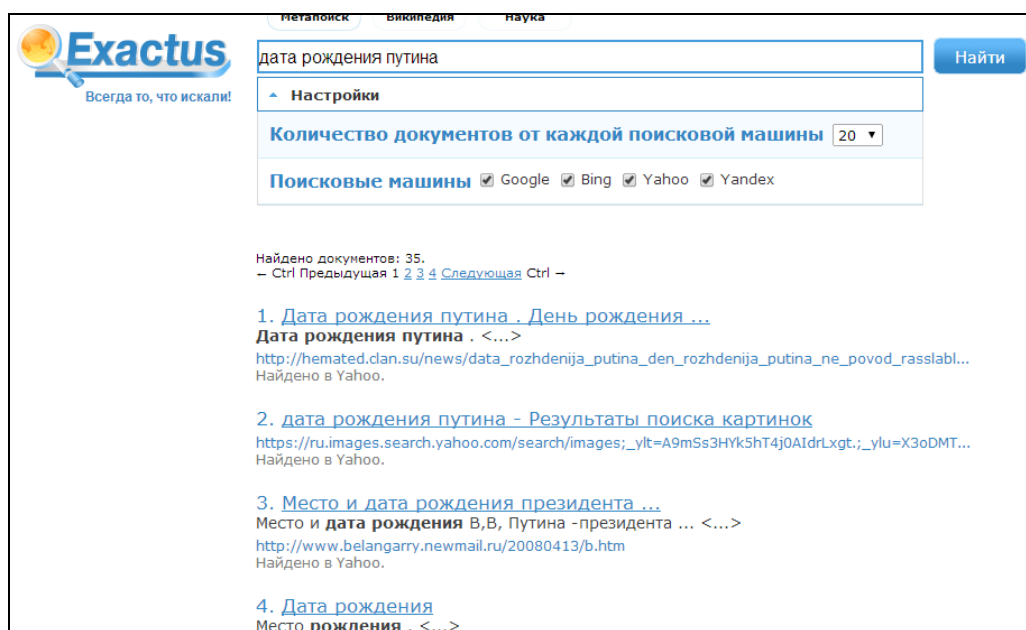 Метапоиск Википедия Наука
Exactus
Всегда то, что искали!
дата рождения путина
Найти
Настройки
Количество документов от каждой поисковой машины 20
Поисковые машины Google Bing Yahoo Yandex
Найдено документов: 35.
← Ctrl Предыдущая 1 2 3 4 Следующая Ctrl →
1. Дата рождения путина . День рождения ...
Дата рождения путина . <...>
http://hemated.clan.su/news/data_rozhdenija_putina_den_rozhdenija_putina_ne_povod_rasslabl...
Найдено в Yahoo.
2. дата рождения путина - Результаты поиска картинок
https://ru.images.search.yahoo.com/search/images;_ylt=A9mSs3HYk5hT4j0AIdrLxgt.;_ylu=X3oDMT...
Найдено в Yahoo.
3. Место и дата рождения президента ...
Место и дата рождения В,В, Путина -президента ... <...>
http://www.belangarry.newmail.ru/20080413/b.htm
Найдено в Yahoo.
4. Дата рождения
Место рождения . <...>